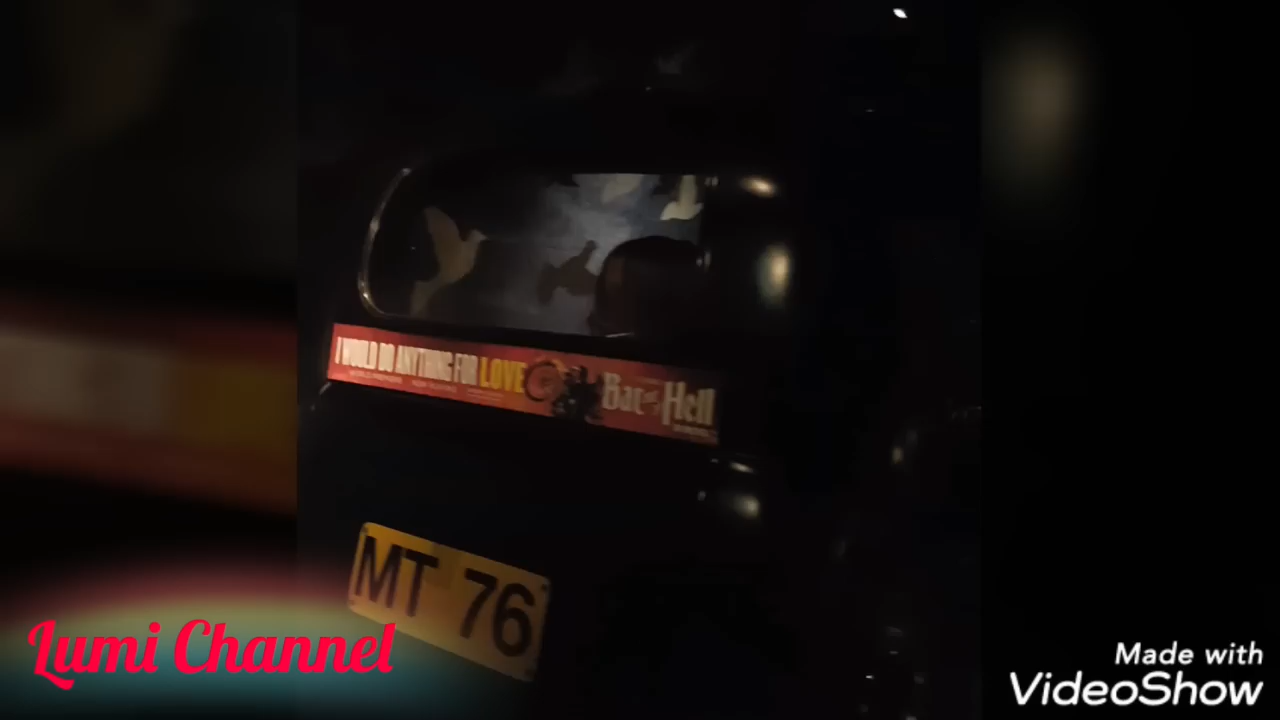 I WOULD DO ANYTHING FOR LOVE
Bat Hell
MT 76
Lumi Channel
Made with
VideoShow